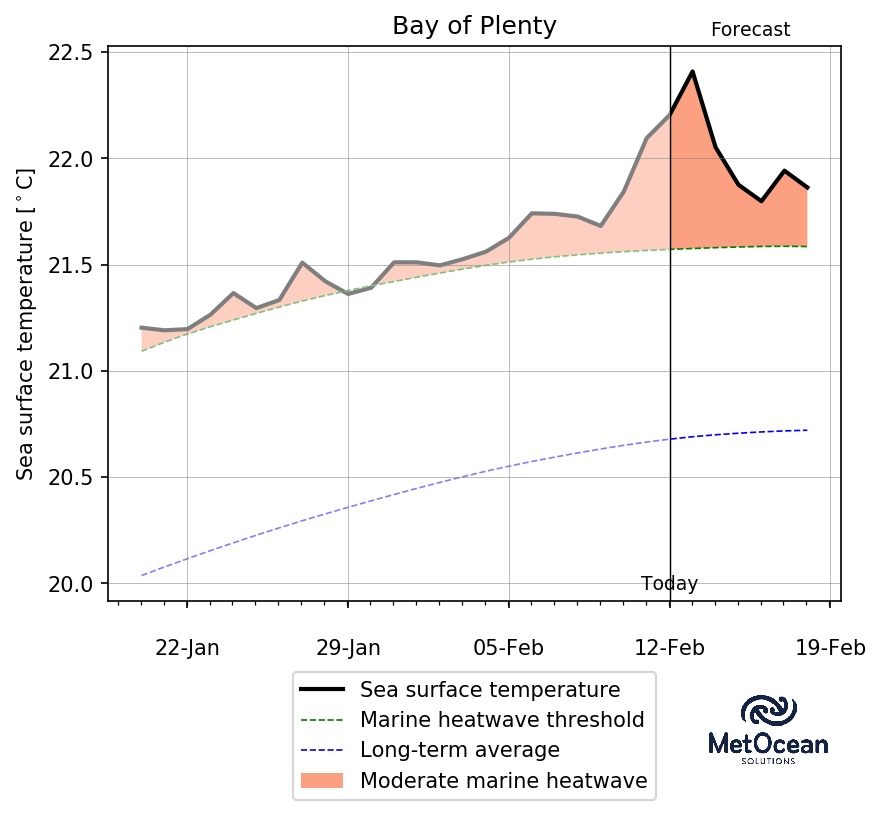 Bay of Plenty
Forecast
Sea surface temperature [°C]
22.5
22.0
21.5
21.0
20.5
20.0
Today
22-Jan 29-Jan 05-Feb 12-Feb 19-Feb
Sea surface temperature
Marine heatwave threshold
Long-term average
Moderate marine heatwave
MetOcean
SOLUTIONS